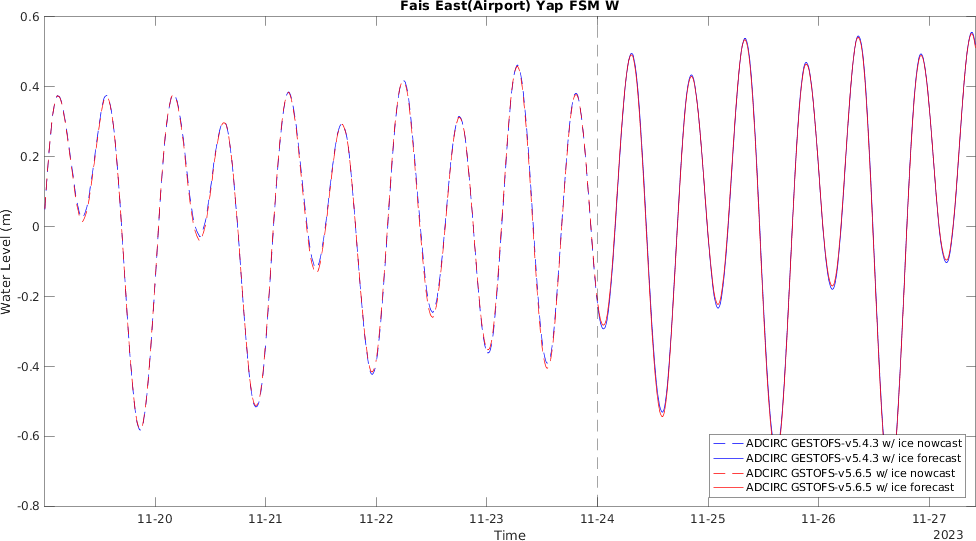 Fais East(Airport) Yap FSM W
0.6
0.4
0.2
0
-0.2
-0.4
-0.6
-0.8
Water Level (m)
11-20
11-21
11-22
11-23
11-24
11-25
11-26
11-27
Time
2023
ADCIRC GESTOFS-v5.4.3 w/ ice nowcast
ADCIRC GESTOFS-v5.4.3 w/ ice forecast
ADCIRC GSTOFS-v5.6.5 w/ ice nowcast
ADCIRC GSTOFS-v5.6.5 w/ ice forecast